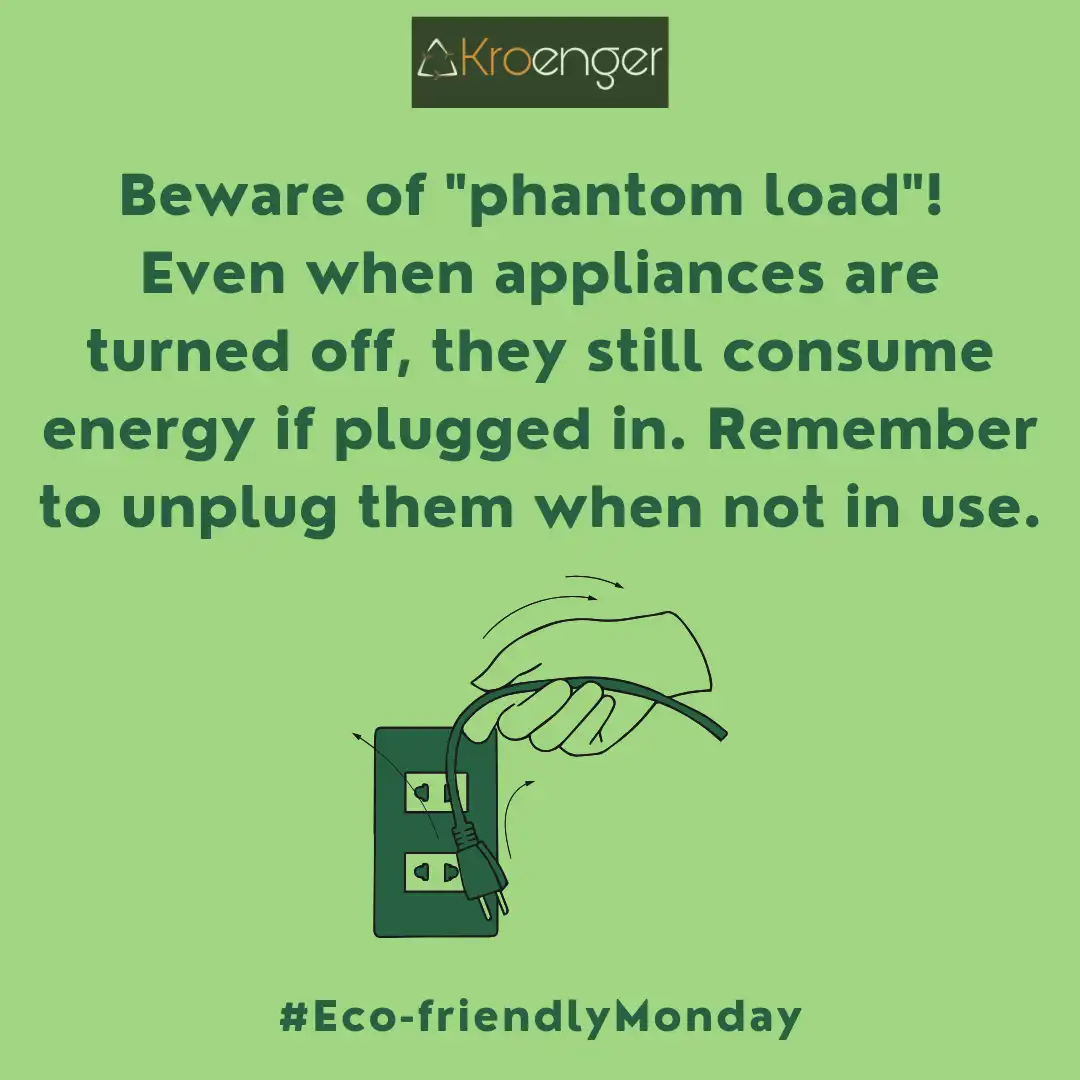 Kroenger
Beware of "phantom load"!
Even when appliances are
turned off, they still consume
energy if plugged in. Remember
to unplug them when not in use.
#Eco-friendlyMonday